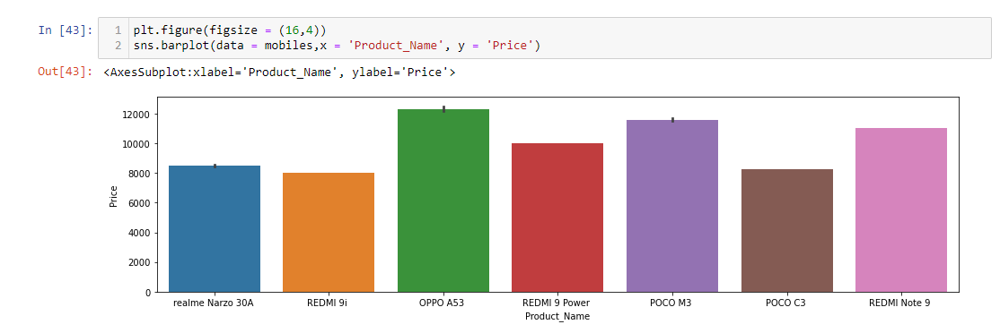 In [43]:
1 plt.figure(figsize = (16,4))
2 sns.barplot(data = mobiles,x = 'Product_Name', y = 'Price')
Out[43]: <AxesSubplot:xlabel='Product_Name', ylabel='Price'>
12000
10000
8000
6000
4000
2000
0
Price
realme Narzo 30A
REDMI 9i
OPPO A53
REDMI 9 Power
POCO M3
POCO C3
REDMI Note 9
Product_Name